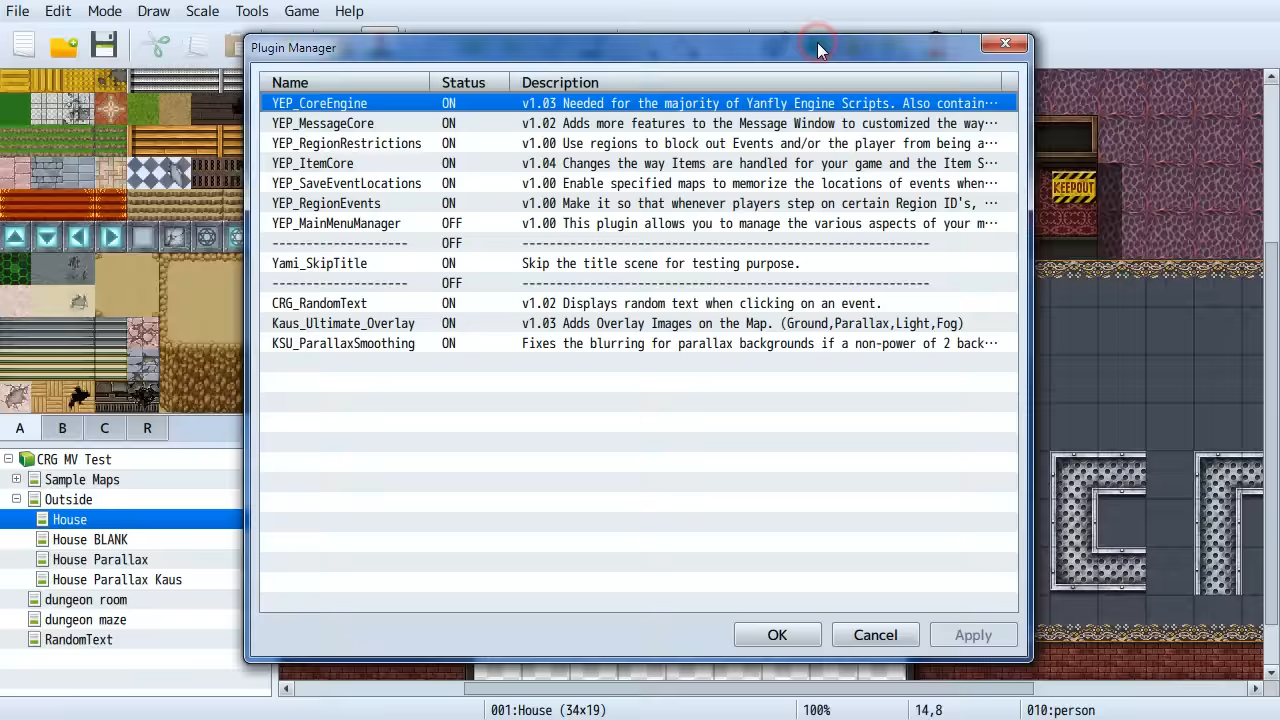 File Edit Mode Draw Scale Tools Game Help
Plugin Manager
Name Status Description
YEP_CoreEngine ON v1.03 Needed for the majority of Yanfly Engine Scripts. Also contain···
YEP_MessageCore ON v1.02 Adds more features to the Message Window to customized the way···
YEP_RegionRestrictions ON v1.00 Use regions to block out Events and/or the player from being a···
YEP_ItemCore ON v1.04 Changes the way Items are handled for your game and the Item S···
YEP_SaveEventLocations ON v1.00 Enable specified maps to memorize the locations of events when···
YEP_RegionEvents ON v1.00 Make it so that whenever players step on certain Region ID's, ···
YEP_MainMenuManager OFF v1.00 This plugin allows you to manage the various aspects of your m···
-------------------- OFF ------------------------------------------------------------
Yami_SkipTitle ON Skip the title scene for testing purpose.
-------------------- OFF ------------------------------------------------------------
CRG_RandomText ON v1.02 Displays random text when clicking on an event.
Kaus_Ultimate_Overlay ON v1.03 Adds Overlay Images on the Map. (Ground,Parallax,Light,Fog)
KSU_ParallaxSmoothing ON Fixes the blurring for parallax backgrounds if a non-power of 2 back···
KEEPOUT
A B C R
CRG MV Test
Sample Maps
Outside
House
House BLANK
House Parallax
House Parallax Kaus
dungeon room
dungeon maze
RandomText
OK Cancel Apply
001:House (34x19) 100% 14,8 010:person